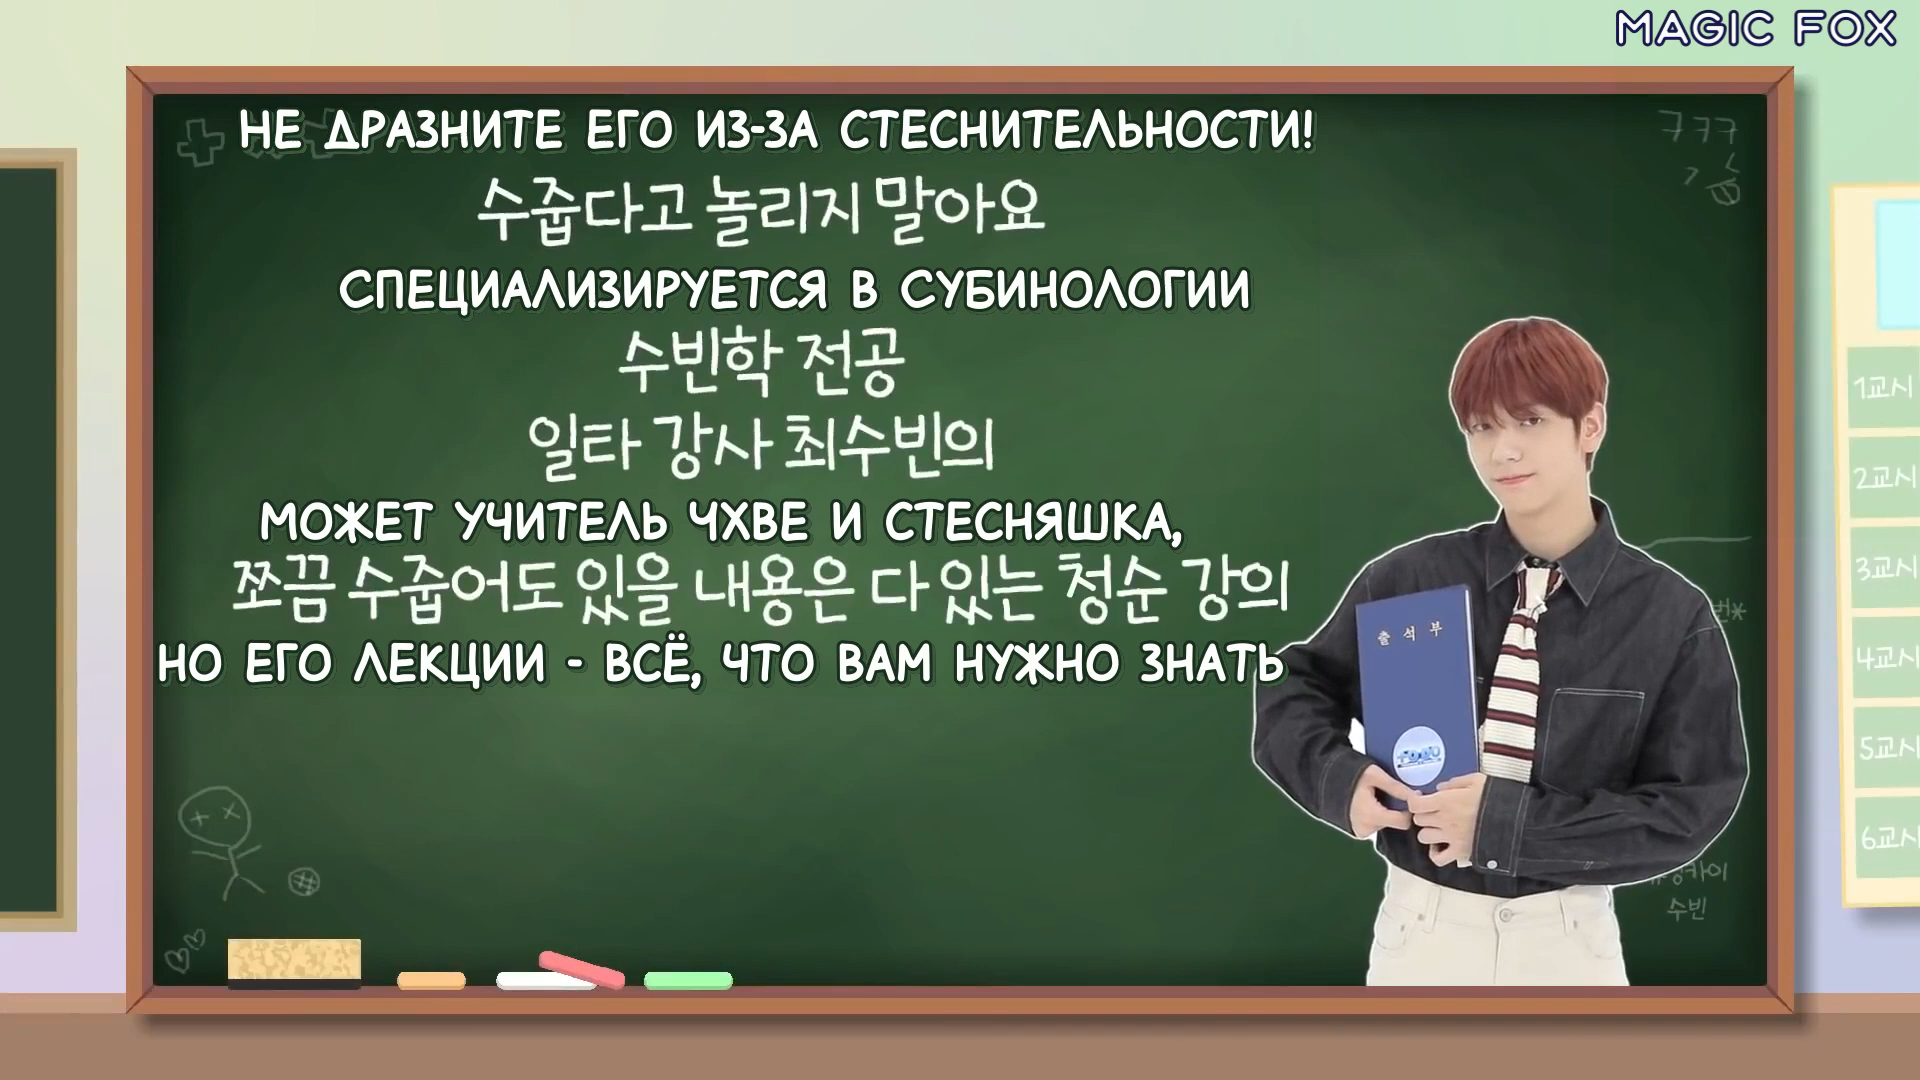 MAGIC FOX
НЕ ДРАЗНИТЕ ЕГО ИЗ-ЗА СТЕСНИТЕЛЬНОСТИ!
수줍다고 놀리지 말아요
СПЕЦИАЛИЗИРУЕТСЯ В СУБИНОЛОГИИ
수빈학 전공
일타 강사 최수빈의
МОЖЕТ УЧИТЕЛЬ ЧХВЕ И СТЕСНЯШКА,
쪼끔 수줍어도 있을 내용은 다 있는 청순 강의
НО ЕГО ЛЕКЦИИ - ВСЁ, ЧТО ВАМ НУЖНО ЗНАТЬ
출석부
1교시
2교시
3교시
4교시
5교시
6교시
수빈